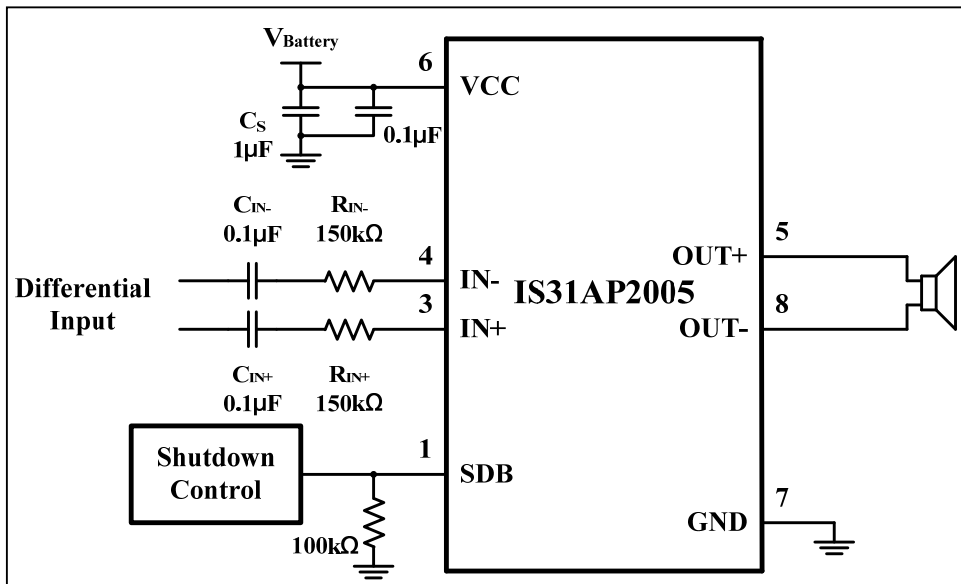 VBattery
6
VCC
CS
1µF
0.1µF
CIN-
0.1µF
RIN-
150kΩ
4
IN-
Differential
Input
3
IN+
CIN+
0.1µF
RIN+
150kΩ
IS31AP2005
5
OUT+
8
OUT-
Shutdown
Control
1
SDB
100kΩ
7
GND